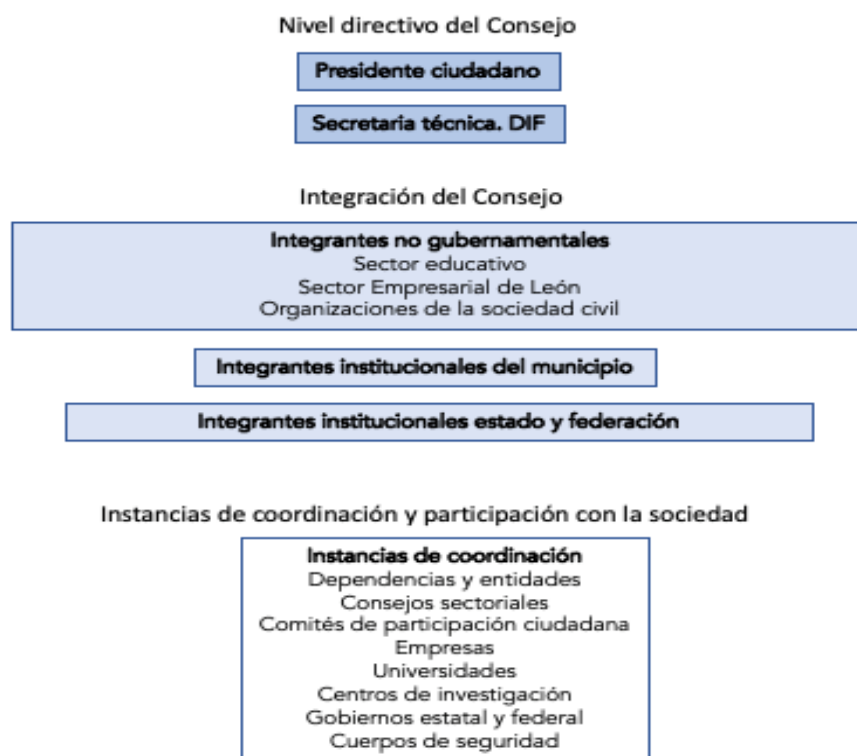 Nivel directivo del Consejo
Presidente ciudadano
Secretaria técnica. DIF
Integración del Consejo
Integrantes no gubernamentales
Sector educativo
Sector Empresarial de León
Organizaciones de la sociedad civil
Integrantes institucionales del municipio
Integrantes institucionales estado y federación
Instancias de coordinación y participación con la sociedad
Instancias de coordinación
Dependencias y entidades
Consejos sectoriales
Comités de participación ciudadana
Empresas
Universidades
Centros de investigación
Gobiernos estatal y federal
Cuerpos de seguridad